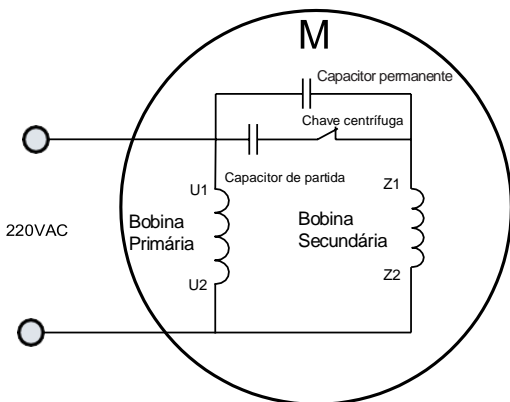 M
Capacitor permanente
Chave centrífuga
Capacitor de partida
U1
Z1
220VAC
Bobina
Primária
Bobina
Secundária
U2
Z2